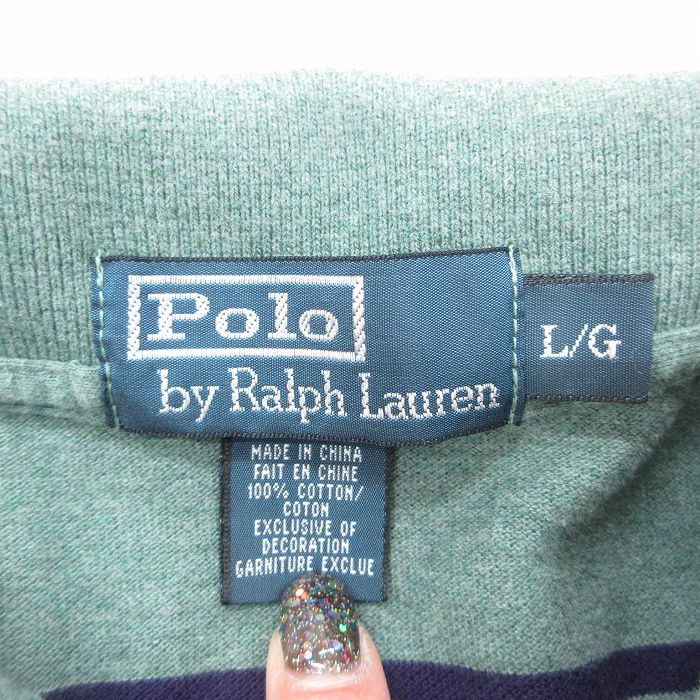 Polo
by Ralph Lauren
L/G
MADE IN CHINA
FAIT EN CHINE
100% COTTON/
COTON
EXCLUSIVE OF
DECORATION
GARNITURE EXCLUE